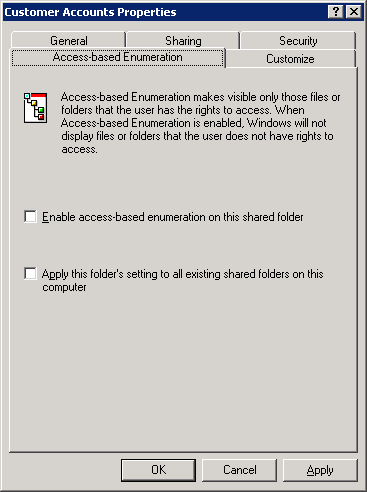 Customer Accounts Properties
General Sharing Security
Access-based Enumeration Customize
Access-based Enumeration makes visible only those files or
folders that the user has the rights to access. When
Access-based Enumeration is enabled, Windows will not
display files or folders that the user does not have rights to
access.
Enable access-based enumeration on this shared folder
Apply this folder's setting to all existing shared folders on this
computer
OK Cancel Apply